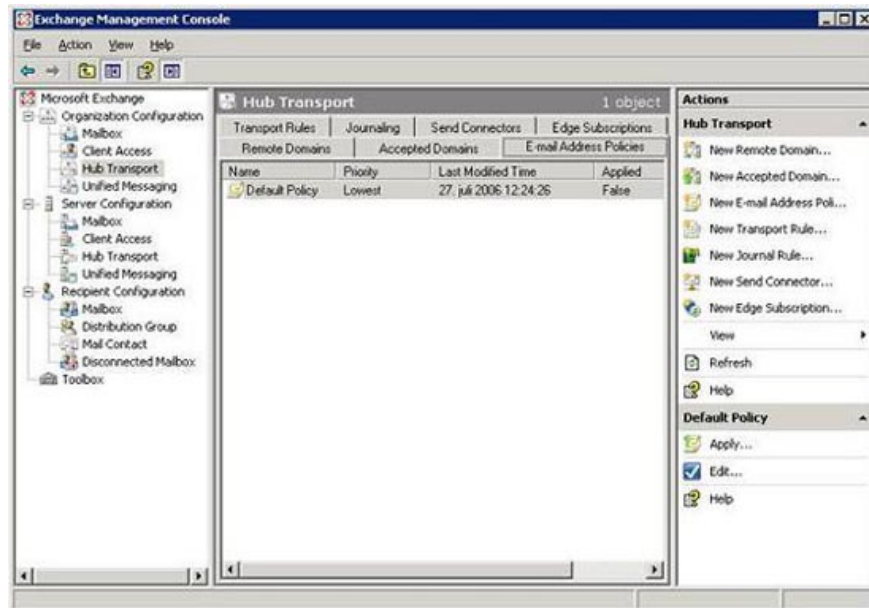 Exchange Management Console
File Action View Help
Microsoft Exchange
Organization Configuration
Mailbox
Client Access
Hub Transport
Unified Messaging
Server Configuration
Mailbox
Client Access
Hub Transport
Unified Messaging
Recipient Configuration
Mailbox
Distribution Group
Mail Contact
Disconnected Mailbox
Toolbox
Hub Transport 1 object
Transport Rules Journaling Send Connectors Edge Subscriptions
Remote Domains Accepted Domains E-mail Address Policies
Name Priority Last Modified Time Applied
Default Policy Lowest 27. juli 2006 12:24:26 False
Actions
Hub Transport
New Remote Domain...
New Accepted Domain...
New E-mail Address Poli...
New Transport Rule...
New Journal Rule...
New Send Connector...
New Edge Subscription...
View
Refresh
Help
Default Policy
Apply...
Edit...
Help